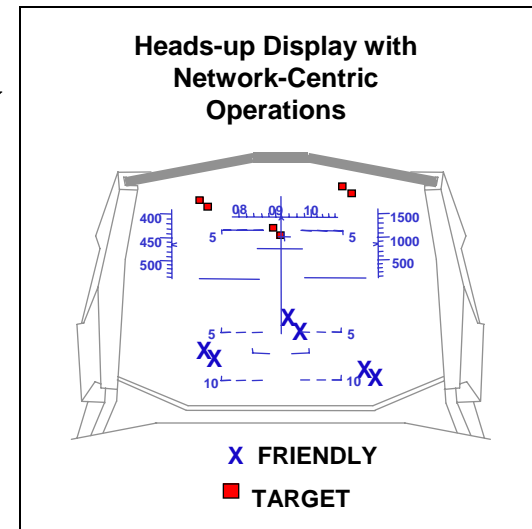 Heads-up Display with
Network-Centric
Operations
08 09 10
400 1500
5 5
450 1000
500 500
X
X
5 5
X X
X X
10 10
X FRIENDLY
TARGET